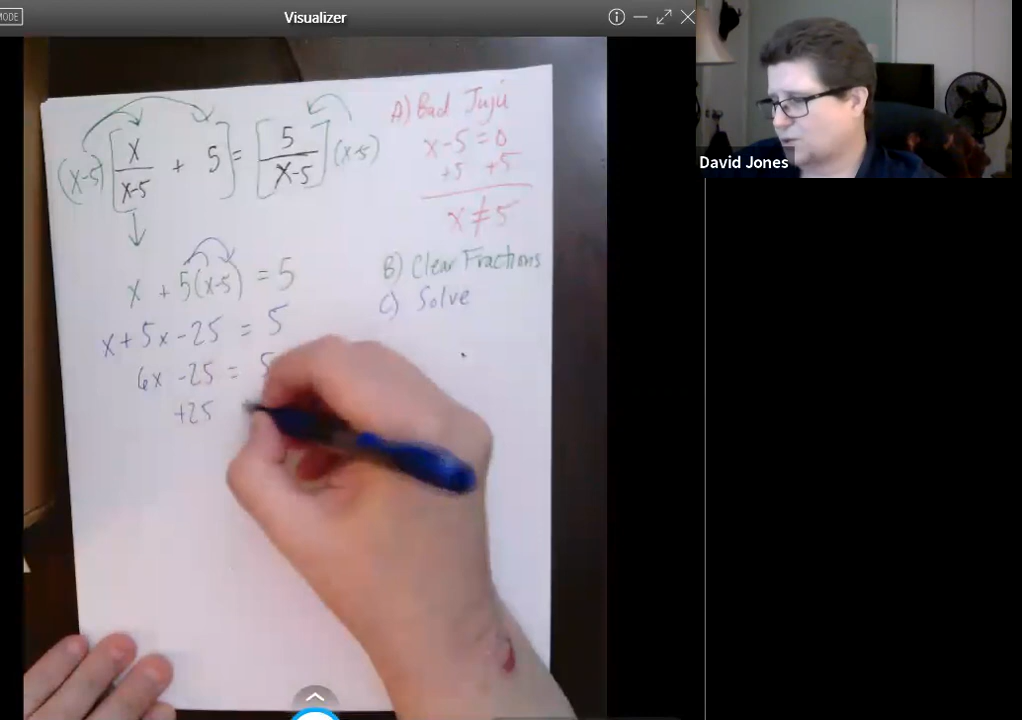 MODE
Visualizer
David Jones
(x-5) [x/(x-5) + 5] = [5/(x-5)] (x-5)
x + 5(x-5) = 5
x + 5x - 25 = 5
6x - 25 = 5
+25
A) Bad Juju
x - 5 = 0
+5 +5
x ≠ 5
B) Clear Fractions
C) Solve